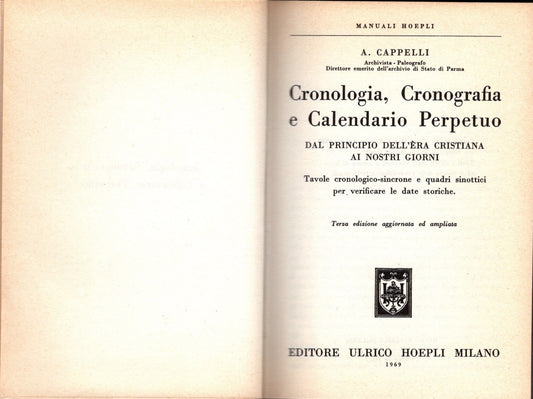 MANUALI HOEPLI
A. CAPPELLI
Archivista - Paleografo
Direttore emerito dell'archivio di Stato di Parma
Cronologia, Cronografia
e Calendario Perpetuo
DAL PRINCIPIO DELL'ÈRA CRISTIANA
AI NOSTRI GIORNI
Tavole cronologico-sincrone e quadri sinottici
per verificare le date storiche.
Terza edizione aggiornata ed ampliata
EDITORE ULRICO HOEPLI MILANO
1969